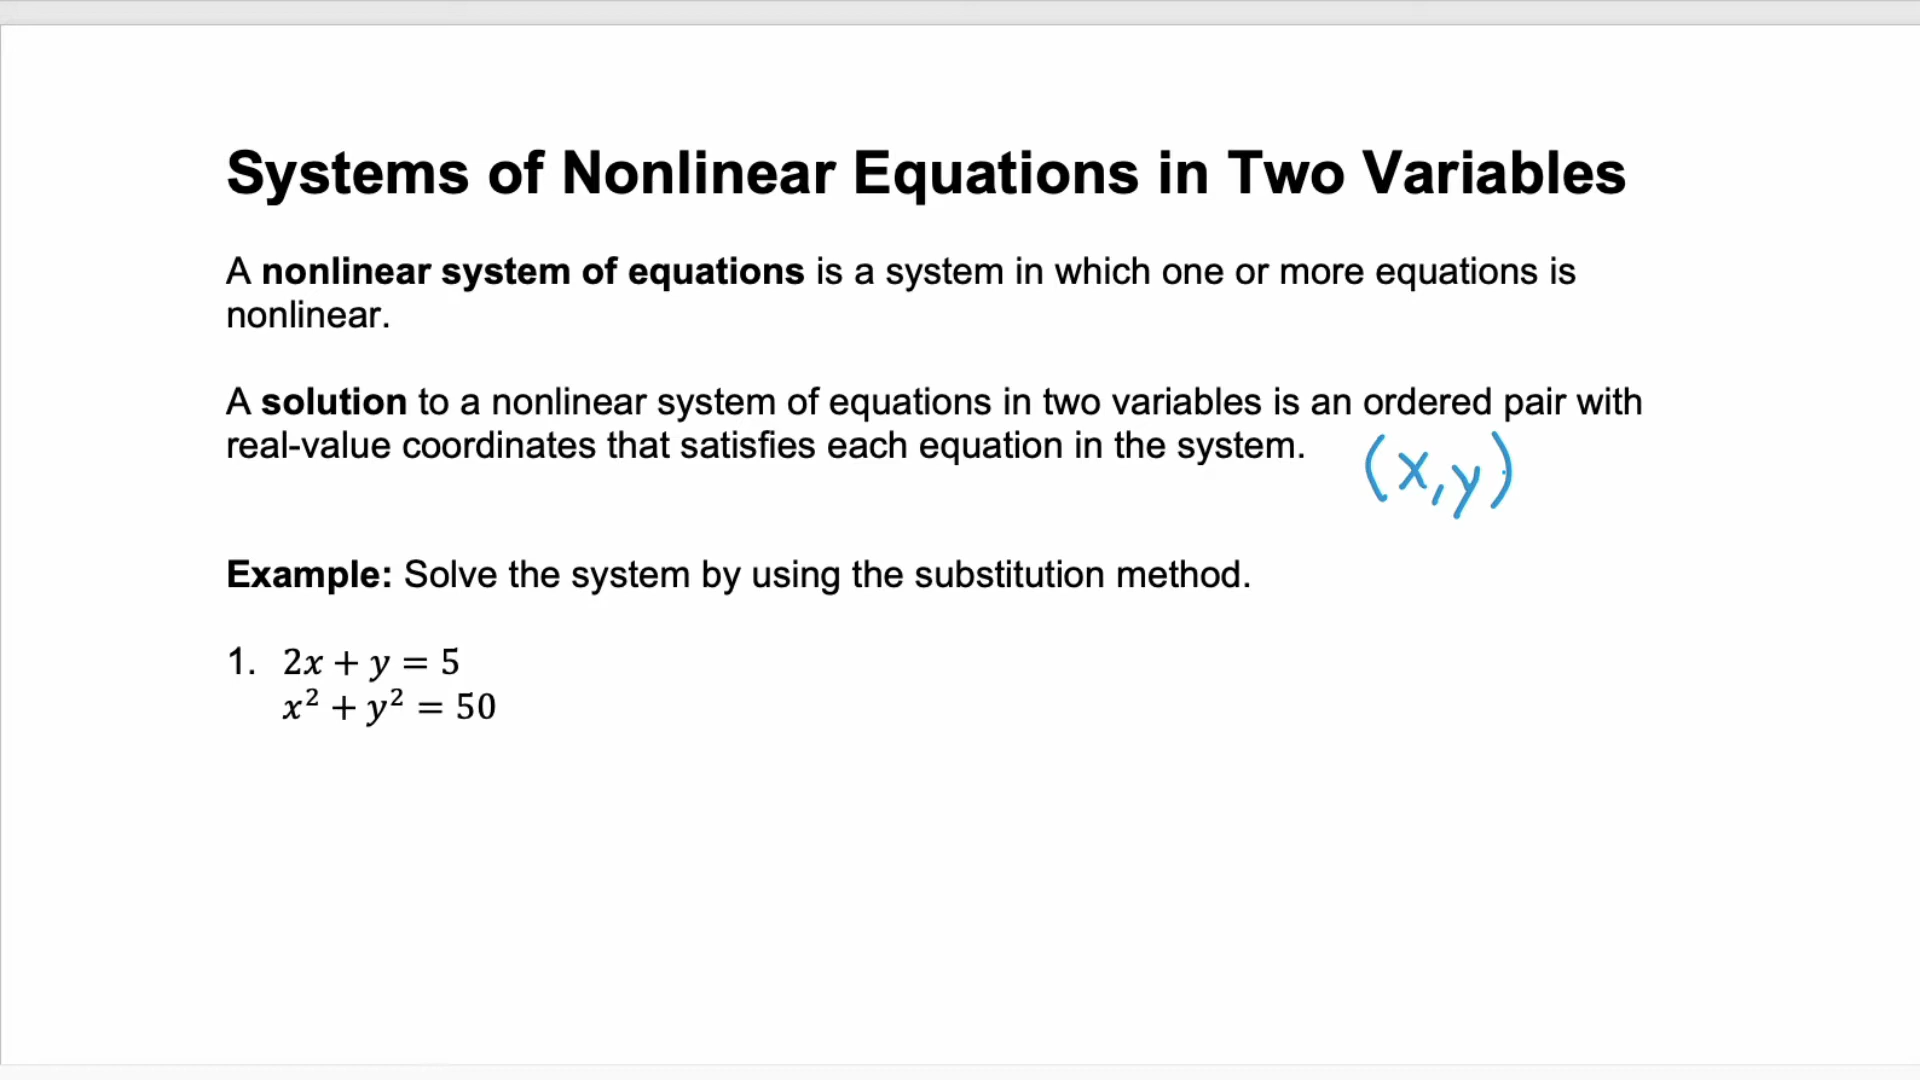 Systems of Nonlinear Equations in Two Variables
A nonlinear system of equations is a system in which one or more equations is
nonlinear.
A solution to a nonlinear system of equations in two variables is an ordered pair with
real-value coordinates that satisfies each equation in the system.
(x,y)
Example: Solve the system by using the substitution method.
1. 2x + y = 5
x² + y² = 50